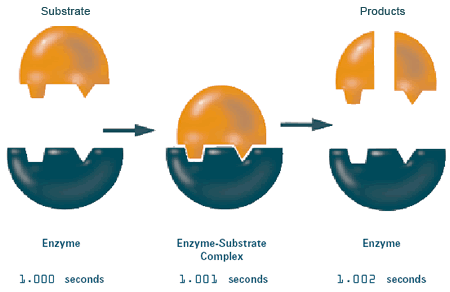 Substrate
Products
Enzyme
Enzyme-Substrate
Complex
Enzyme
1.000 seconds
1.001 seconds
1.002 seconds